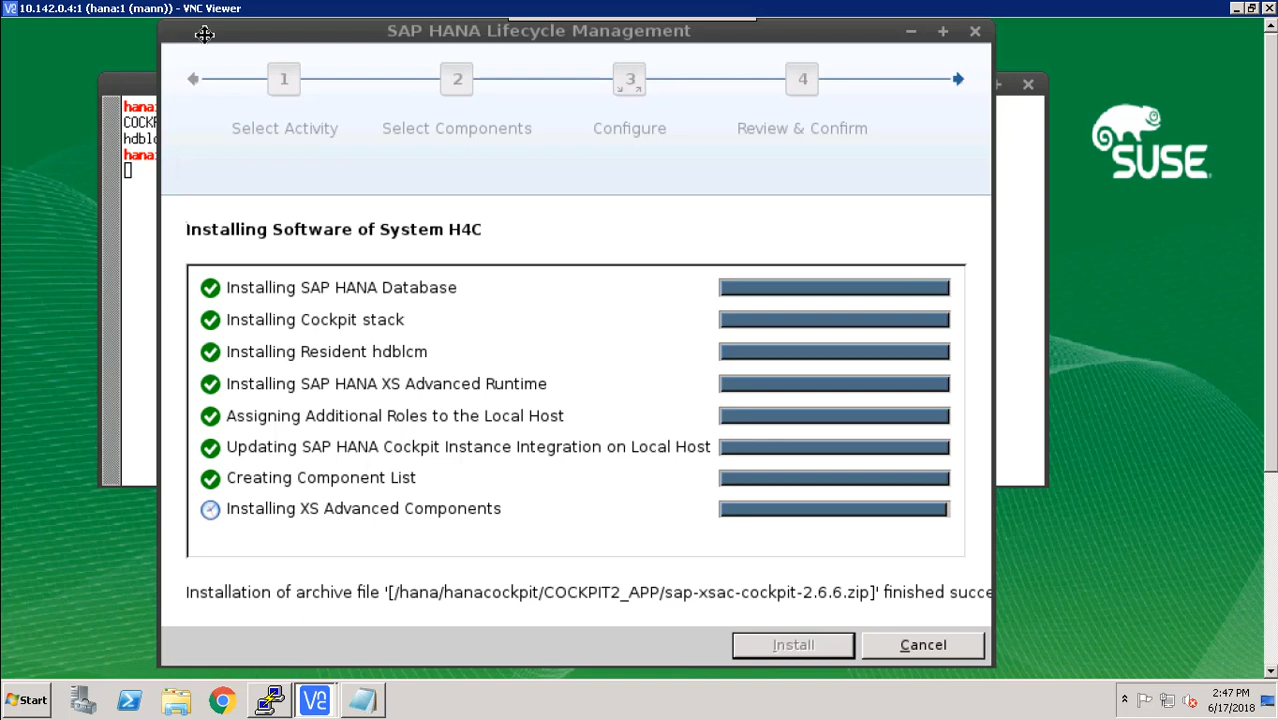 10.142.0.4:1 (hana:1 (mann)) - VNC Viewer
SAP HANA Lifecycle Management
1
2
3
4
Select Activity
Select Components
Configure
Review & Confirm
hana:
COCKP
hdblc
hana:
SUSE
Installing Software of System H4C
Installing SAP HANA Database
Installing Cockpit stack
Installing Resident hdblcm
Installing SAP HANA XS Advanced Runtime
Assigning Additional Roles to the Local Host
Updating SAP HANA Cockpit Instance Integration on Local Host
Creating Component List
Installing XS Advanced Components
Installation of archive file '[/hana/hanacockpit/COCKPIT2_APP/sap-xsac-cockpit-2.6.6.zip]' finished succe
Install
Cancel
Start
2:47 PM
6/17/2018